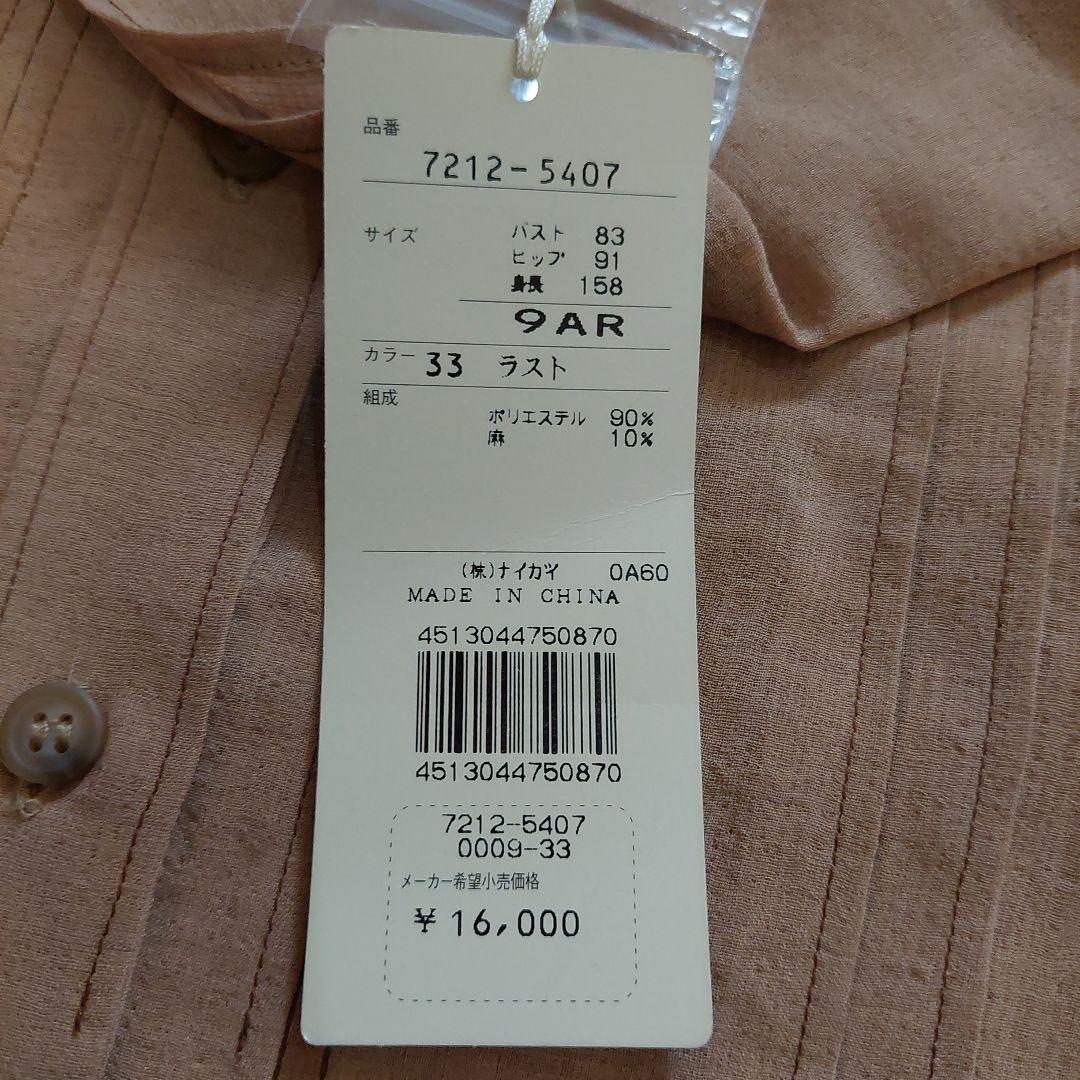 品番
7212-5407
サイズ バスト 83
ヒップ 91
身長 158
9AR
カラー 33 ラスト
組成
ポリエステル 90%
麻 10%
(株)ナイカイ 0A60
MADE IN CHINA
4513044750870
4513044750870
7212-5407
0009-33
メーカー希望小売価格
¥16,000